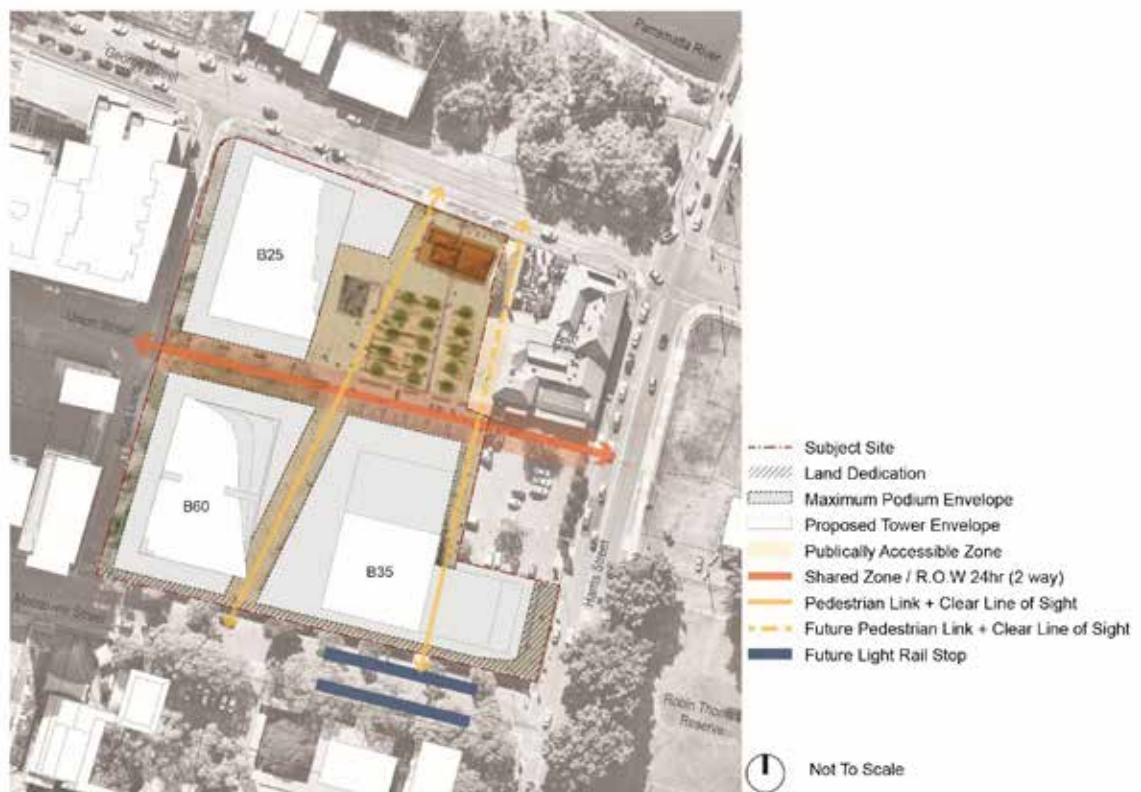 Parramatta River
George Street
B25
Union Street
B60
B35
Harris Street
Macquarie Street
Robin Thomas
Reserve
Subject Site
Land Dedication
Maximum Podium Envelope
Proposed Tower Envelope
Publically Accessible Zone
Shared Zone / R.O.W 24hr (2 way)
Pedestrian Link + Clear Line of Sight
Future Pedestrian Link + Clear Line of Sight
Future Light Rail Stop
Not To Scale